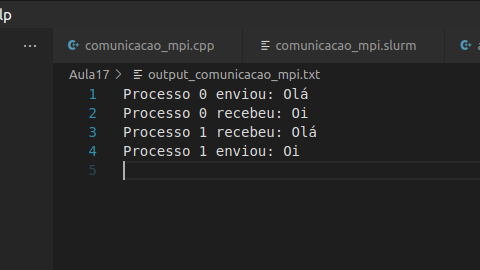 lp
... comunicacao_mpi.cpp comunicacao_mpi.slurm a
Aula17 > output_comunicacao_mpi.txt
1 Processo 0 enviou: Olá
2 Processo 0 recebeu: Oi
3 Processo 1 recebeu: Olá
4 Processo 1 enviou: Oi
5